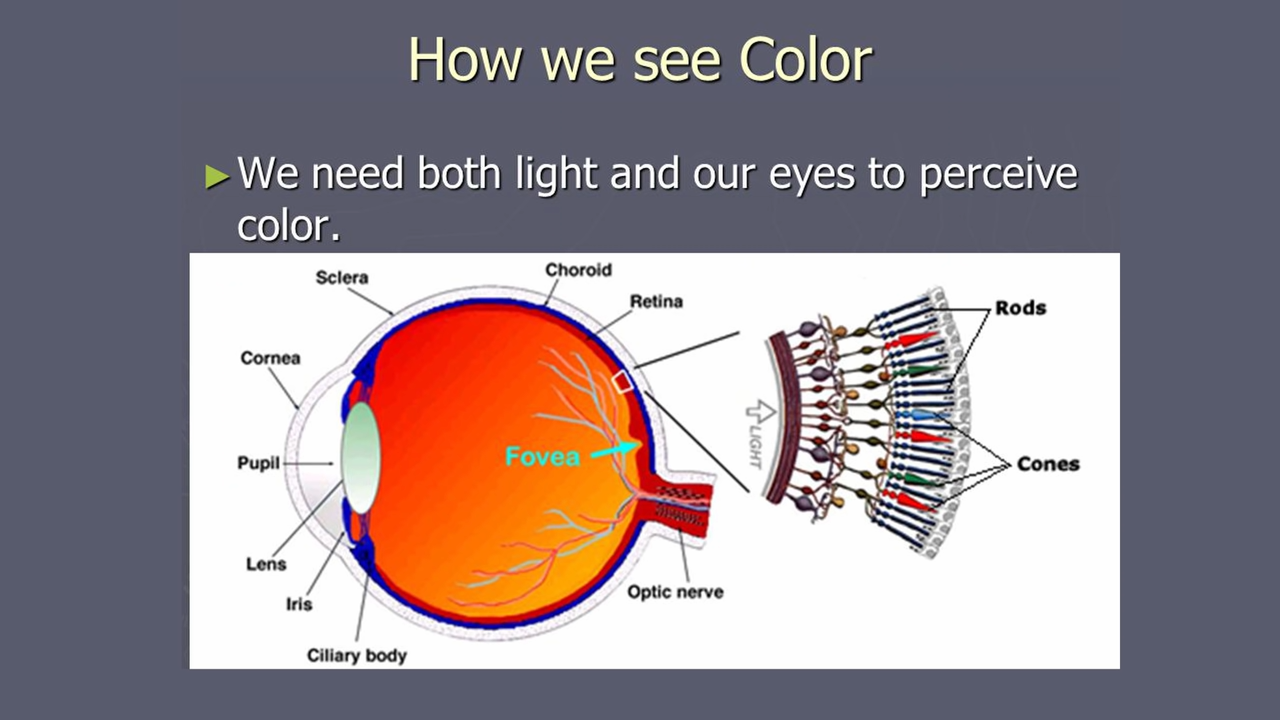 How we see Color
► We need both light and our eyes to perceive
color.
Choroid
Sclera
Retina
Rods
Cornea
Fovea
LIGHT
Pupil
Cones
Lens
Optic nerve
Iris
Ciliary body